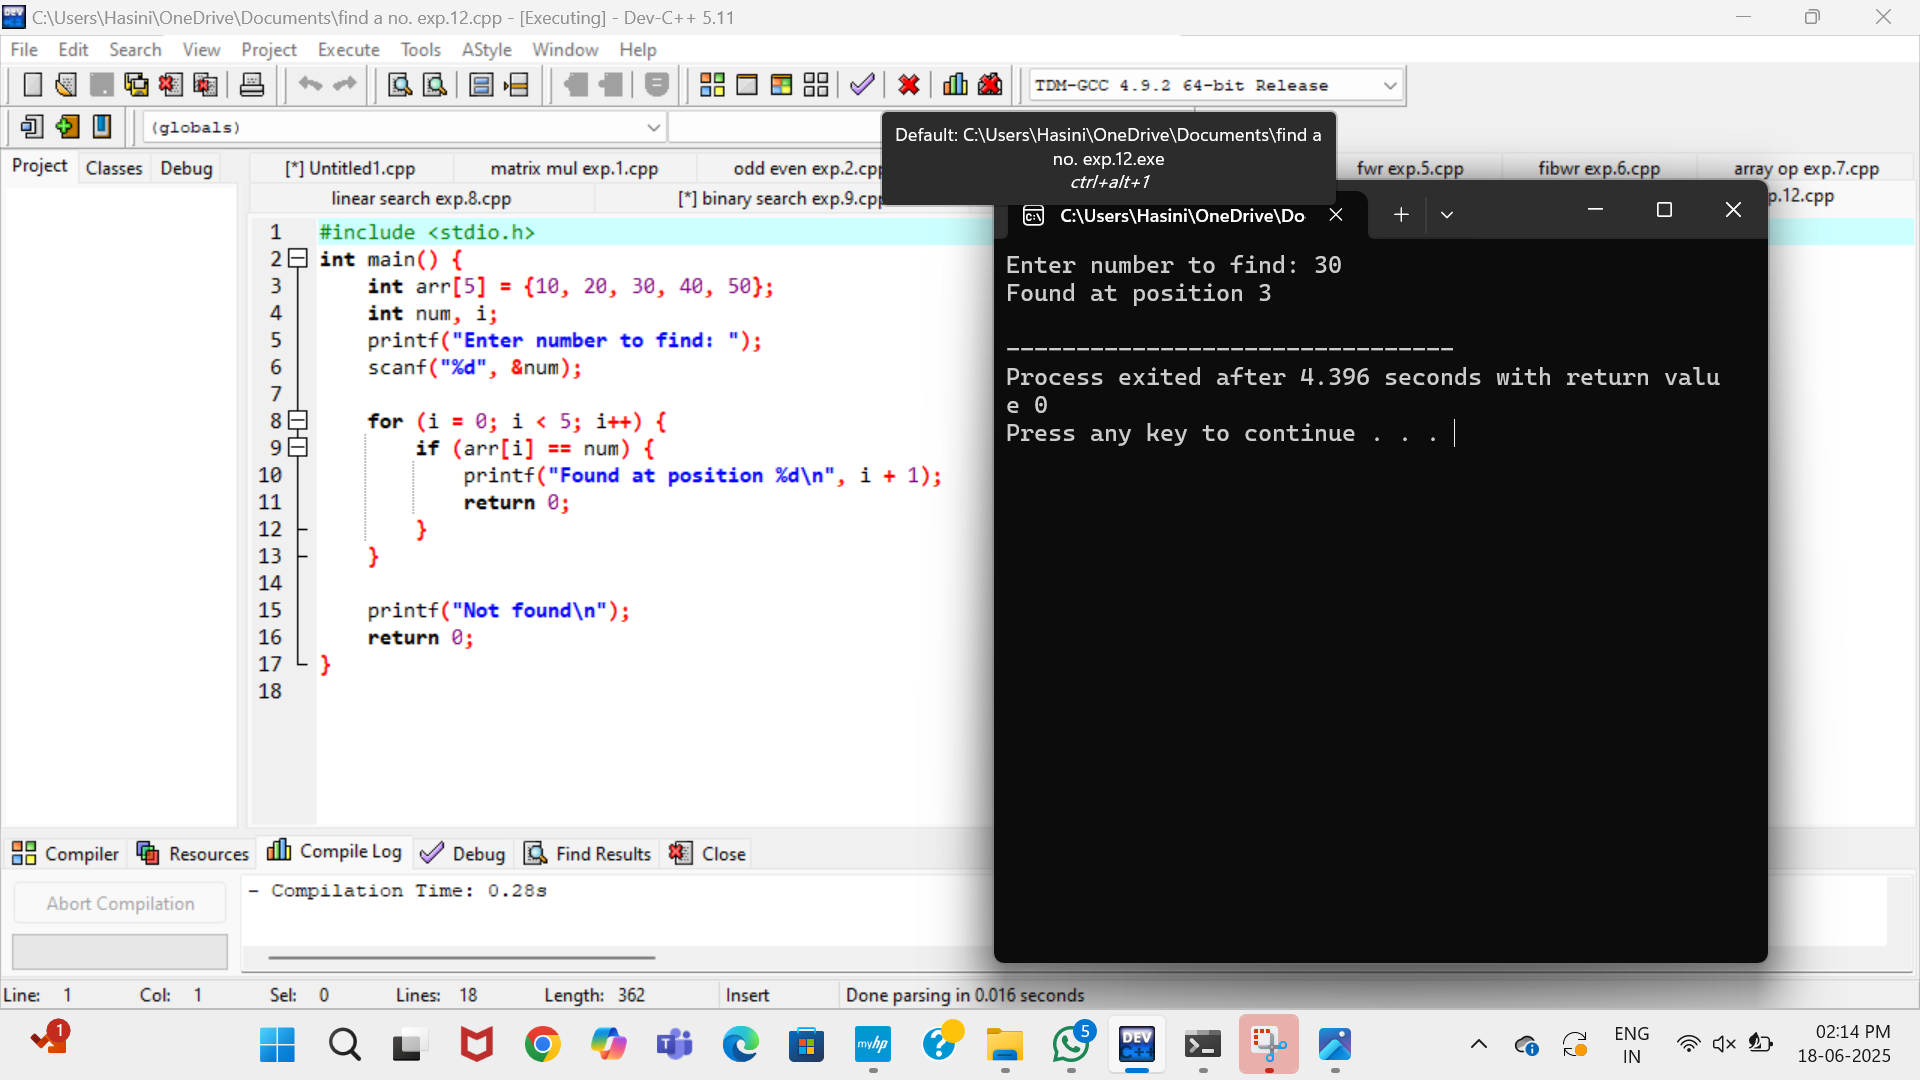 C:\Users\Hasini\OneDrive\Documents\find a no. exp.12.cpp - [Executing] - Dev-C++ 5.11
File Edit Search View Project Execute Tools AStyle Window Help
TDM-GCC 4.9.2 64-bit Release
(globals)
Default: C:\Users\Hasini\OneDrive\Documents\find a
no. exp.12.exe
ctrl+alt+1
Project Classes Debug
[*] Untitled1.cpp matrix mul exp.1.cpp odd even exp.2.cpp fwr exp.5.cpp fibwr exp.6.cpp array op exp.7.cpp
linear search exp.8.cpp [*] binary search exp.9.cpp p.12.cpp
1 #include <stdio.h>
2 int main() {
3 int arr[5] = {10, 20, 30, 40, 50};
4 int num, i;
5 printf("Enter number to find: ");
6 scanf("%d", &num);
7
8 for (i = 0; i < 5; i++) {
9 if (arr[i] == num) {
10 printf("Found at position %d\n", i + 1);
11 return 0;
12 }
13 }
14
15 printf("Not found\n");
16 return 0;
17 }
18
C:\Users\Hasini\OneDrive\Do
Enter number to find: 30
Found at position 3
--------------------------------
Process exited after 4.396 seconds with return valu
e 0
Press any key to continue . . .
Compiler Resources Compile Log Debug Find Results Close
Abort Compilation
- Compilation Time: 0.28s
Line: 1 Col: 1 Sel: 0 Lines: 18 Length: 362 Insert Done parsing in 0.016 seconds
1
myhp
5
DEV
C++
ENG
IN
02:14 PM
18-06-2025